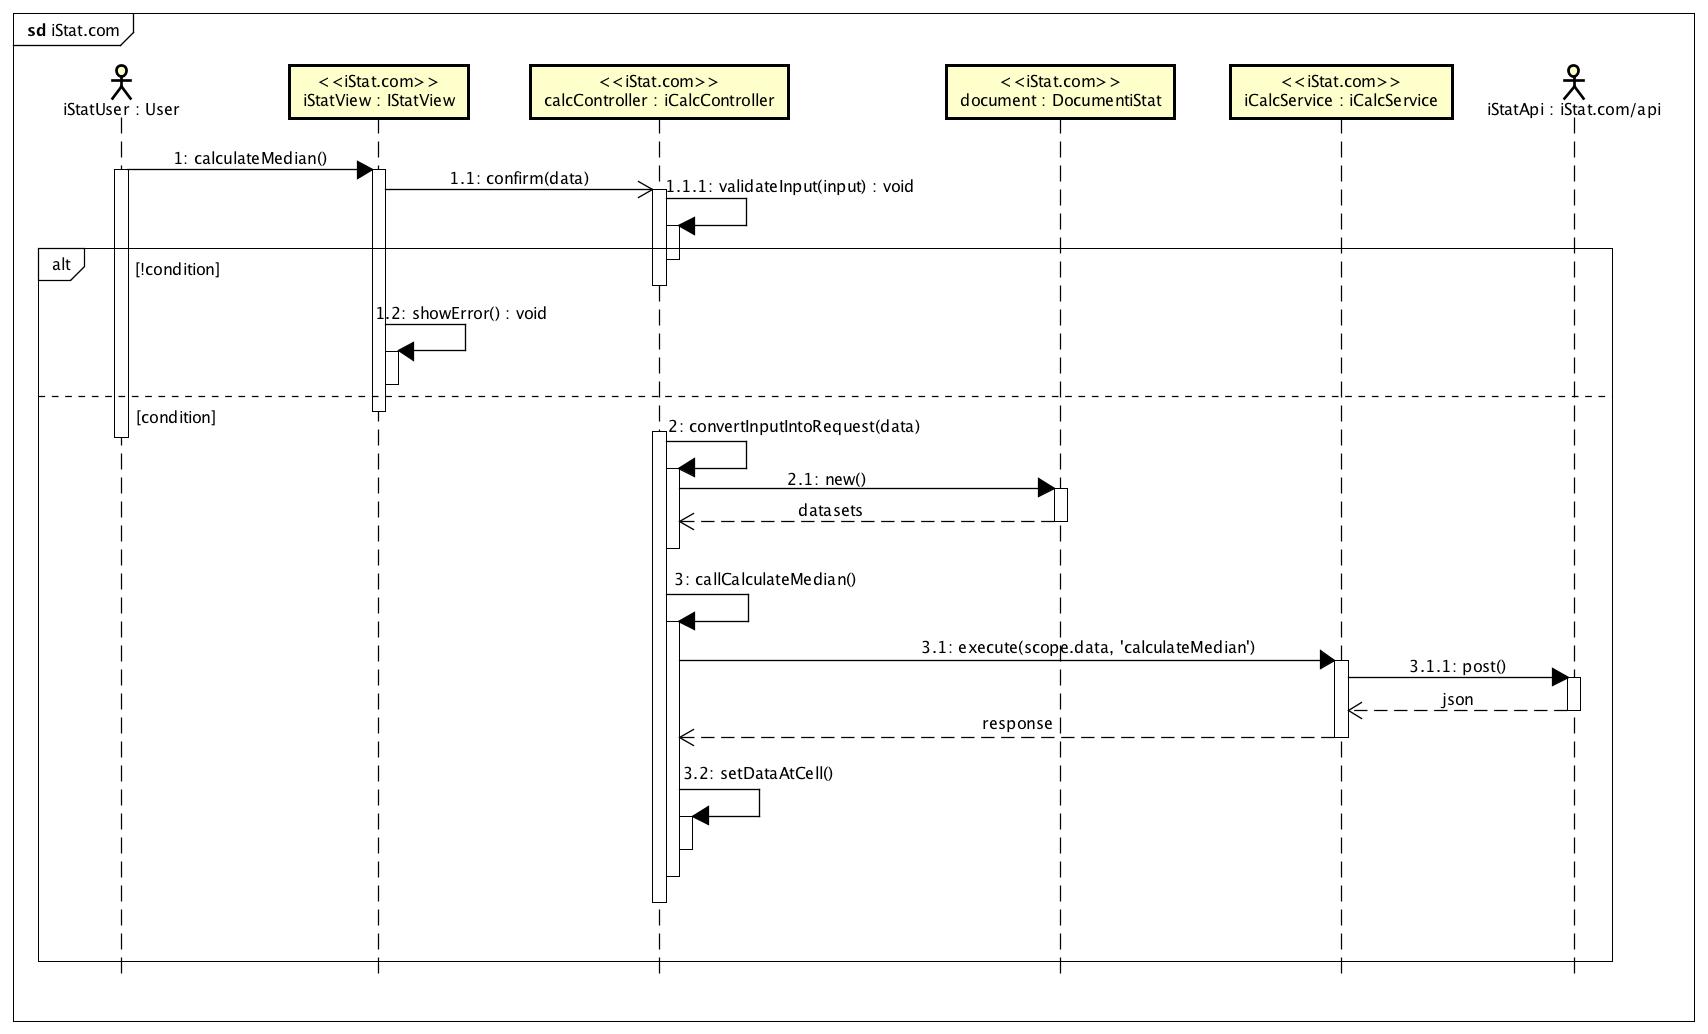 sd iStat.com
iStatUser : User
<<iStat.com>>
iStatView : IStatView
<<iStat.com>>
calcController : iCalcController
<<iStat.com>>
document : DocumentiStat
<<iStat.com>>
iCalcService : iCalcService
iStatApi : iStat.com/api
1: calculateMedian()
1.1: confirm(data)
1.1.1: validateInput(input) : void
alt
[!condition]
1.2: showError() : void
[condition]
2: convertInputIntoRequest(data)
2.1: new()
datasets
3: callCalculateMedian()
3.1: execute(scope.data, 'calculateMedian')
3.1.1: post()
json
response
3.2: setDataAtCell()